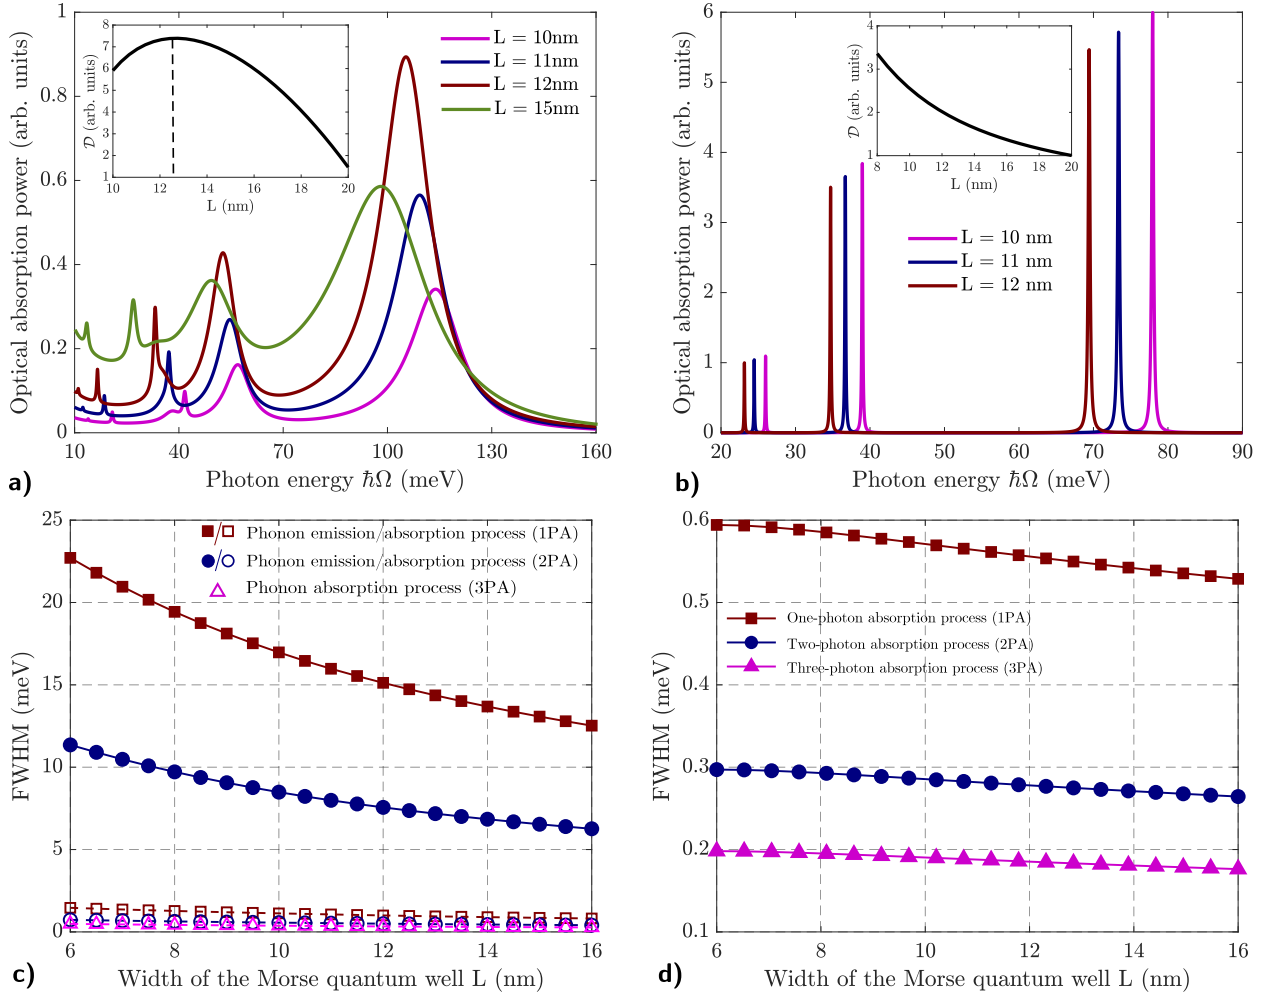 Optical absorption power (arb. units)
1
0.8
0.6
0.4
0.2
0
10
40
70
100
130
160
Photon energy ℏΩ (meV)
a)
L = 10nm
L = 11nm
L = 12nm
L = 15nm
𝒟 (arb. units)
8
7
6
5
4
3
2
1
10
12
14
16
18
20
L (nm)
Optical absorption power (arb. units)
6
5
4
3
2
1
0
20
30
40
50
60
70
80
90
Photon energy ℏΩ (meV)
b)
𝒟 (arb. units)
4
3
2
1
8
10
12
14
16
18
20
L (nm)
L = 10 nm
L = 11 nm
L = 12 nm
FWHM (meV)
25
20
15
10
5
0
6
8
10
12
14
16
Width of the Morse quantum well L (nm)
c)
/ Phonon emission/absorption process (1PA)
/ Phonon emission/absorption process (2PA)
Phonon absorption process (3PA)
FWHM (meV)
0.6
0.5
0.4
0.3
0.2
0.1
6
8
10
12
14
16
Width of the Morse quantum well L (nm)
d)
One-photon absorption process (1PA)
Two-photon absorption process (2PA)
Three-photon absorption process (3PA)